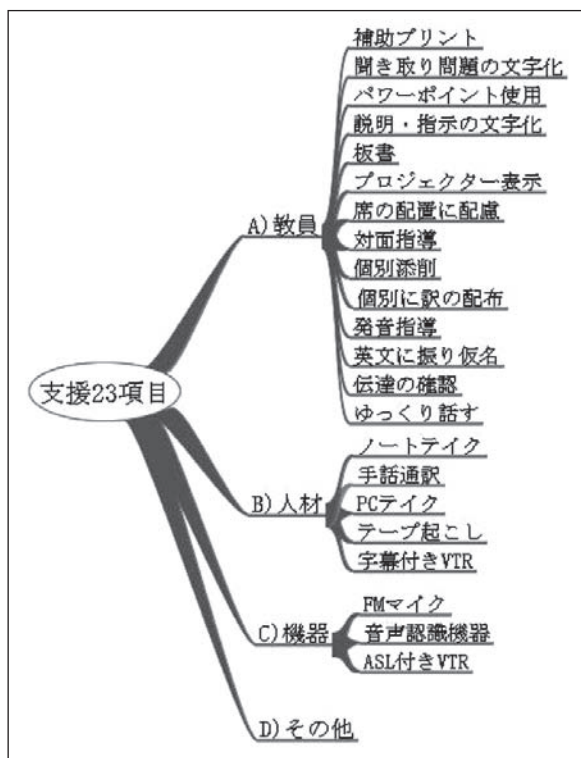 支援23項目
A)教員
補助プリント
聞き取り問題の文字化
パワーポイント使用
説明・指示の文字化
板書
プロジェクター表示
席の配置に配慮
対面指導
個別添削
個別に訳の配布
発音指導
英文に振り仮名
伝達の確認
ゆっくり話す
B)人材
ノートテイク
手話通訳
PCテイク
テープ起こし
字幕付きVTR
C)機器
FMマイク
音声認識機器
ASL付きVTR
D)その他